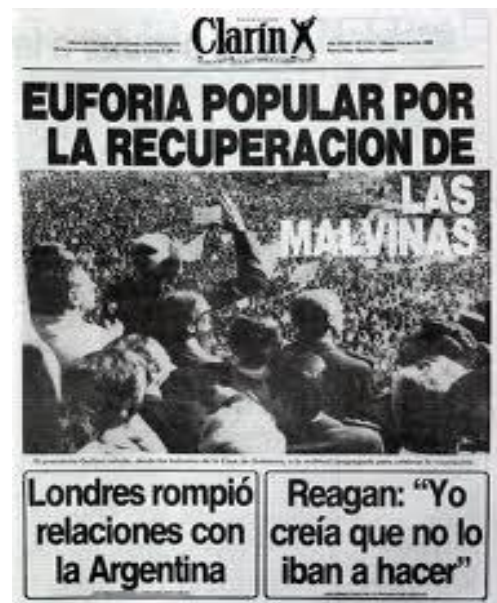 Clarín
EUFORIA POPULAR POR
LA RECUPERACION DE
LAS
MALVINAS
Londres rompió
relaciones con
la Argentina
Reagan: “Yo
creía que no lo
iban a hacer”